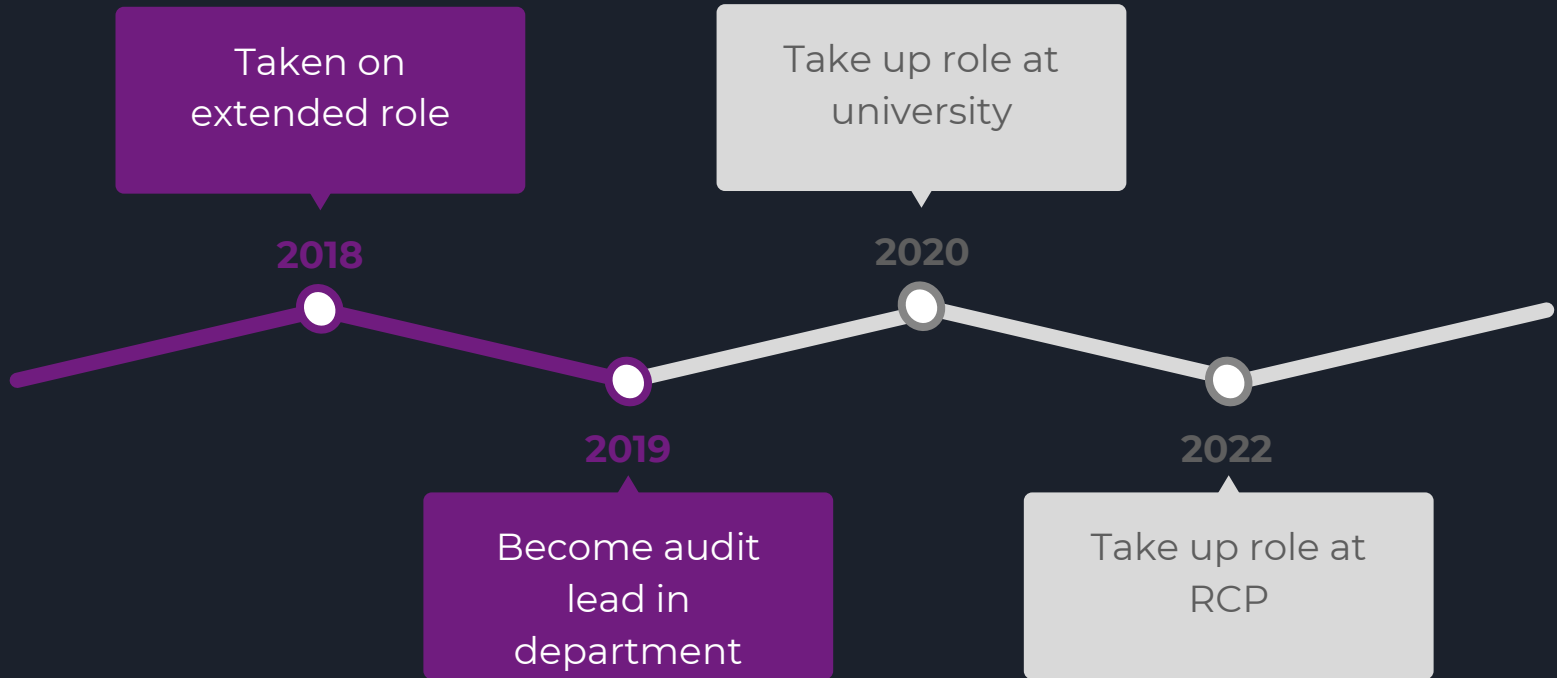 Taken on
extended role
2018
2019
Become audit
lead in
department
Take up role at
university
2020
2022
Take up role at
RCP